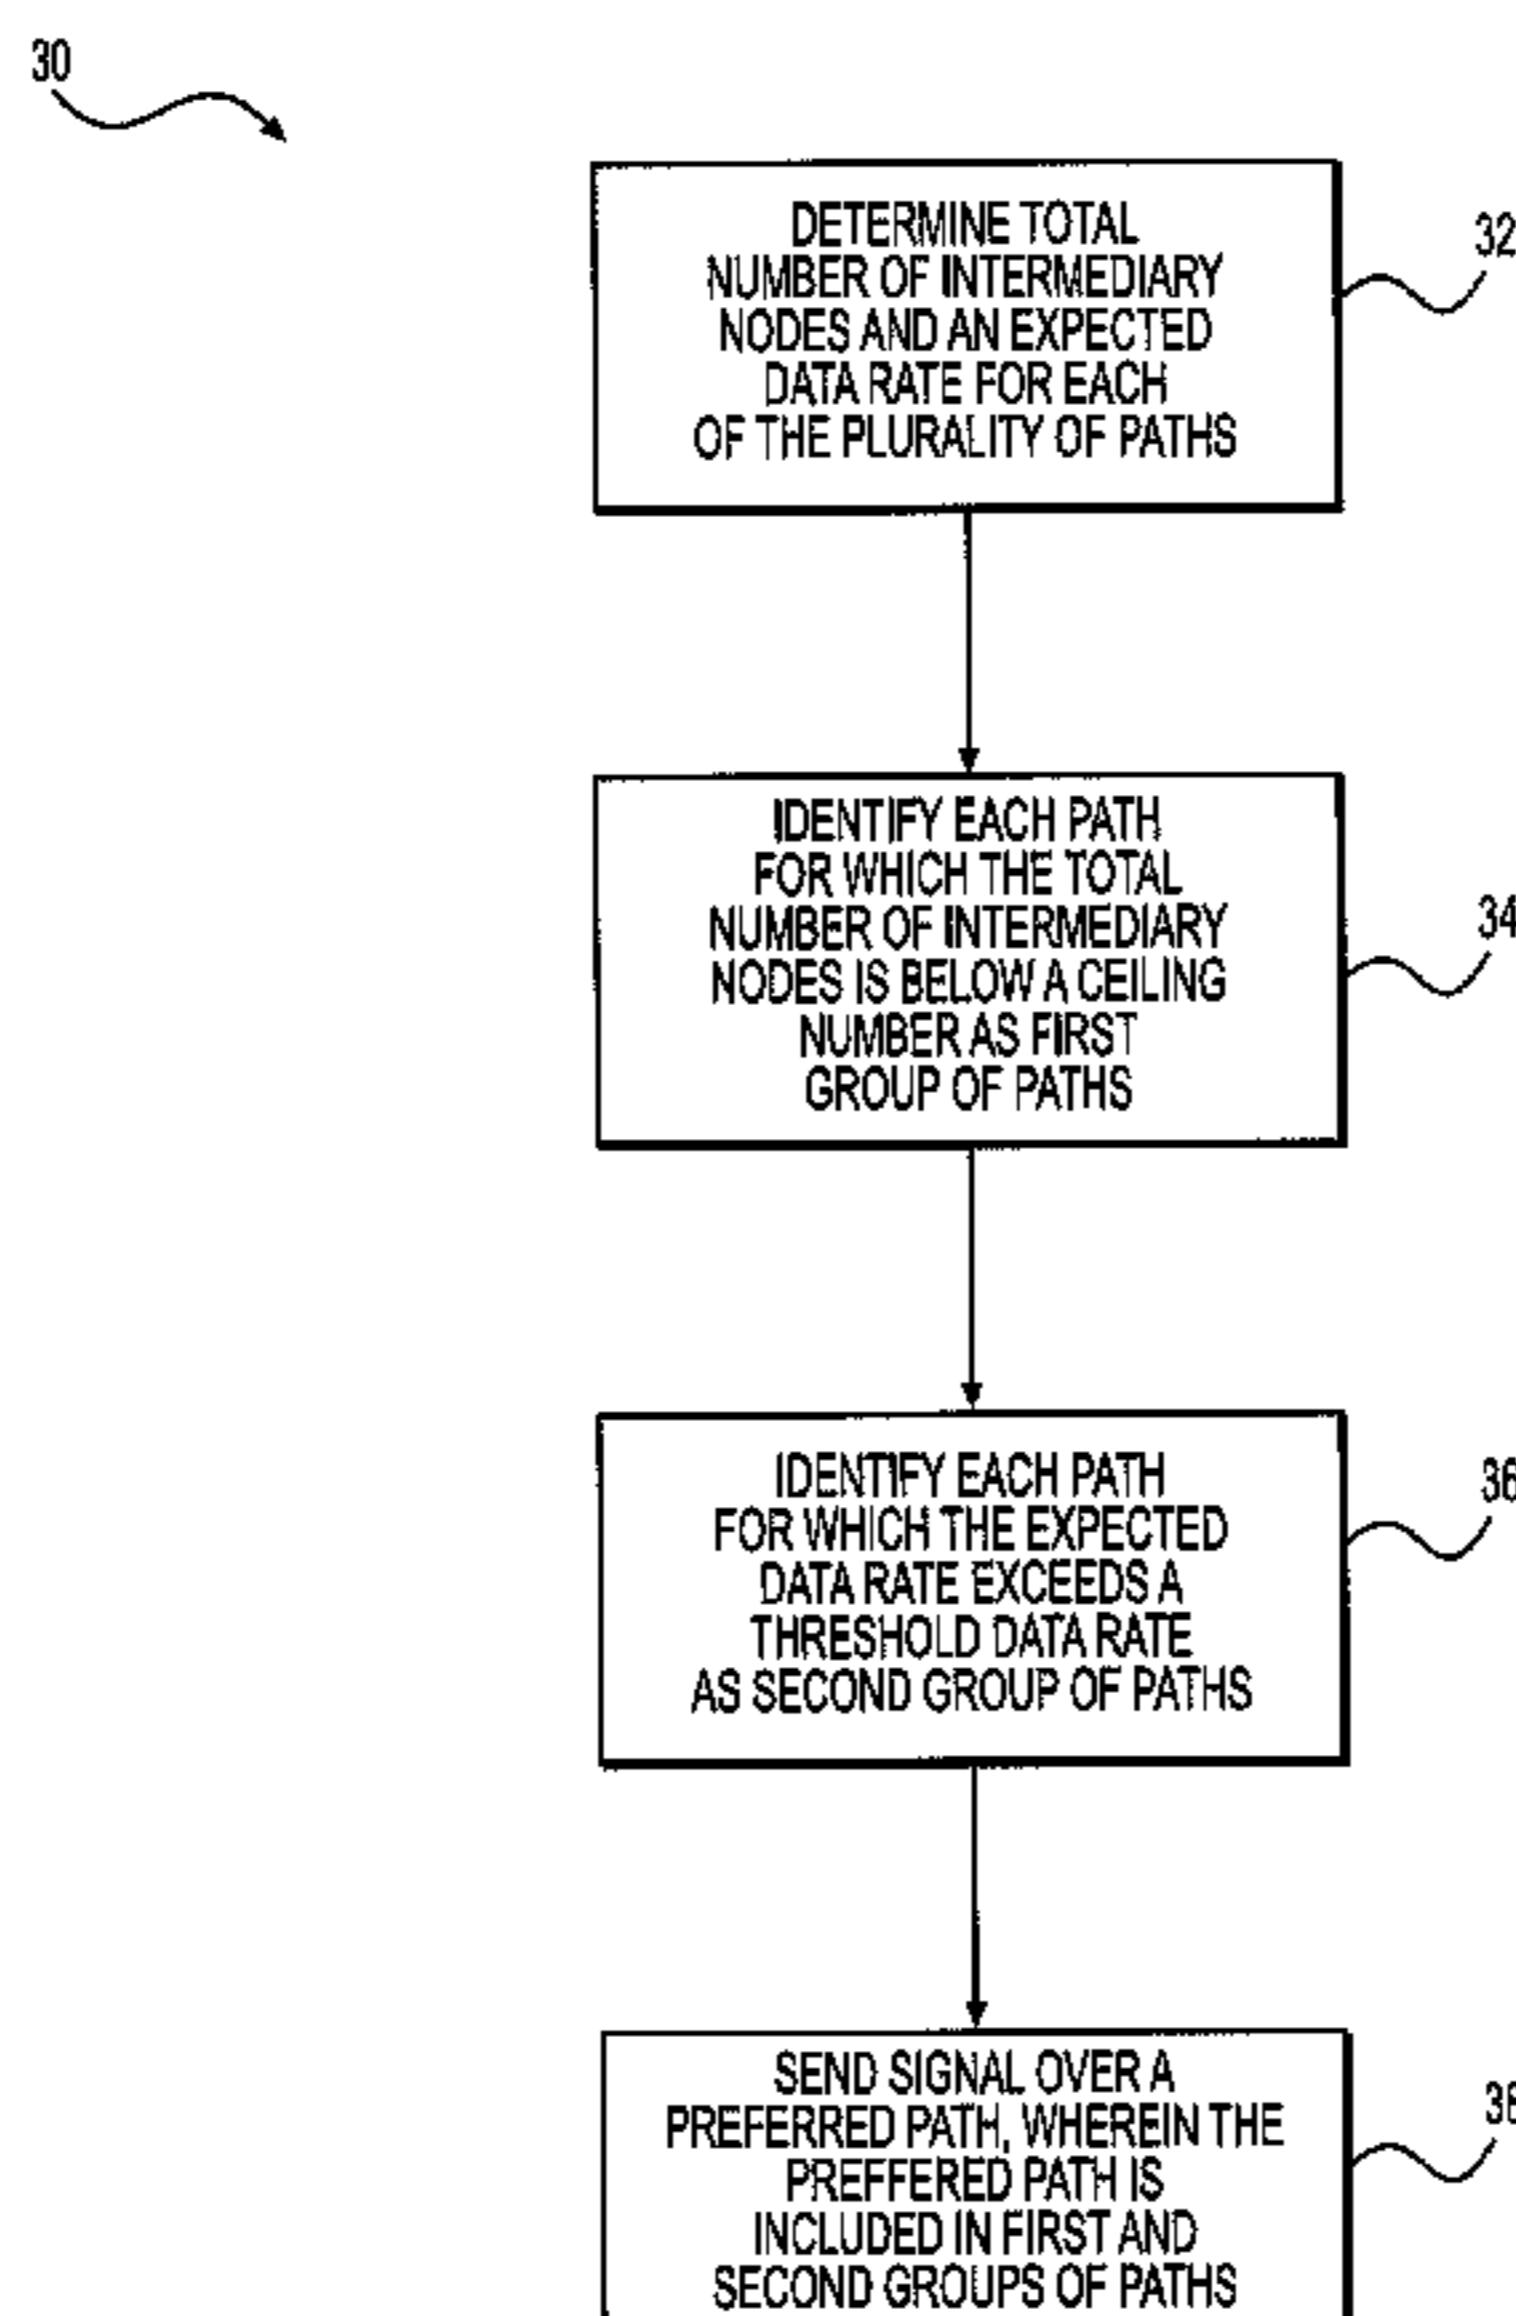 30
DETERMINE TOTAL
NUMBER OF INTERMEDIARY
NODES AND AN EXPECTED
DATA RATE FOR EACH
OF THE PLURALITY OF PATHS
32
IDENTIFY EACH PATH
FOR WHICH THE TOTAL
NUMBER OF INTERMEDIARY
NODES IS BELOW A CEILING
NUMBER AS FIRST
GROUP OF PATHS
34
IDENTIFY EACH PATH
FOR WHICH THE EXPECTED
DATA RATE EXCEEDS A
THRESHOLD DATA RATE
AS SECOND GROUP OF PATHS
36
SEND SIGNAL OVER A
PREFERRED PATH, WHEREIN THE
PREFFERED PATH IS
INCLUDED IN FIRST AND
SECOND GROUPS OF PATHS